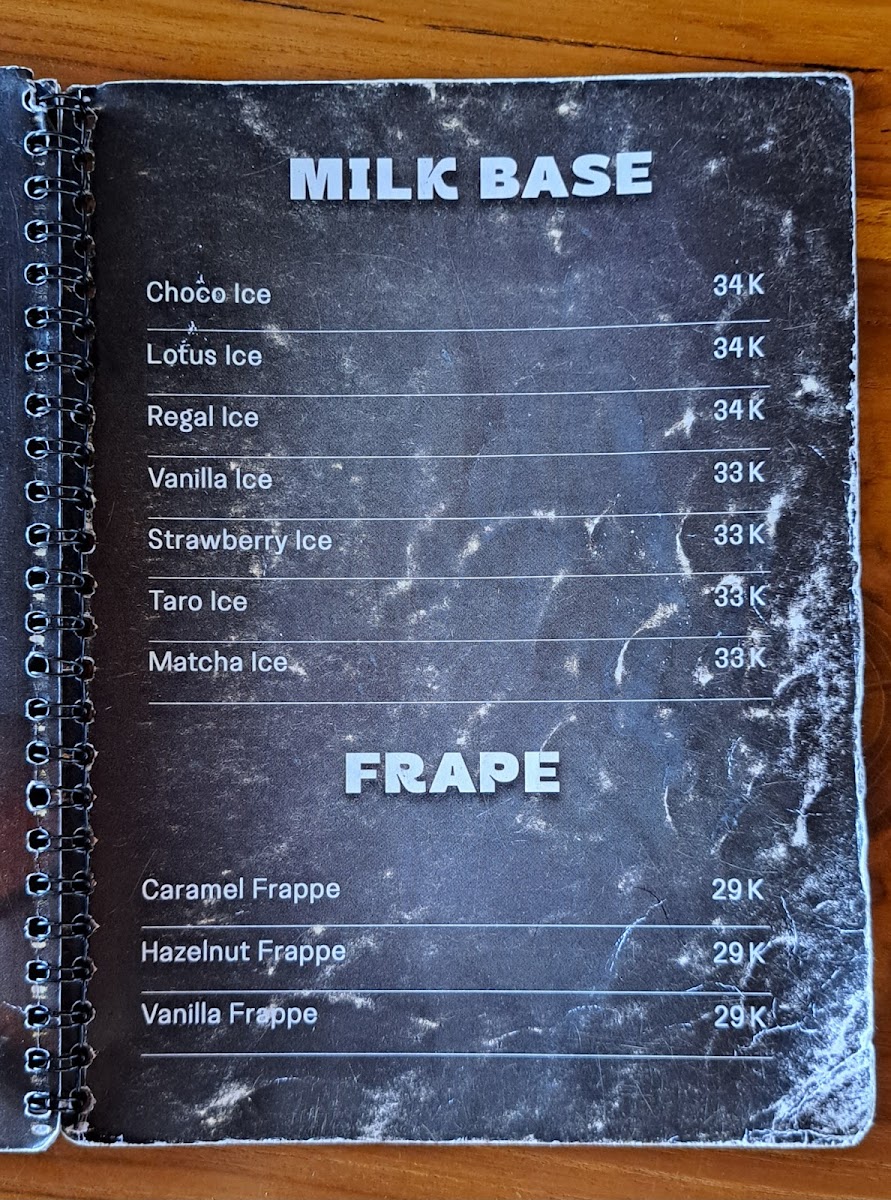 MILK BASE
Choco Ice 34K
Lotus Ice 34K
Regal Ice 34K
Vanilla Ice 33K
Strawberry Ice 33K
Taro Ice 33K
Matcha Ice 33K
FRAPE
Caramel Frappe 29K
Hazelnut Frappe 29K
Vanilla Frappe 29K